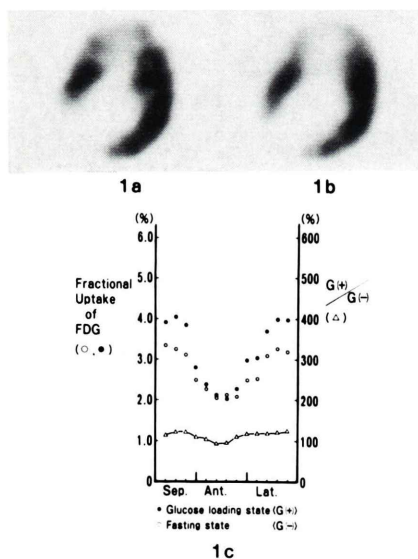 1a 1b
(%) (%)
6.0 600
5.0 500
Fractional
Uptake
of
FDG
(○ . ●)
G(+)/G(-)
(△)
4.0 400
3.0 300
2.0 200
1.0 100
0 0
Sep. Ant. Lat.
• Glucose loading state (G(+))
○ Fasting state (G(-))
1c